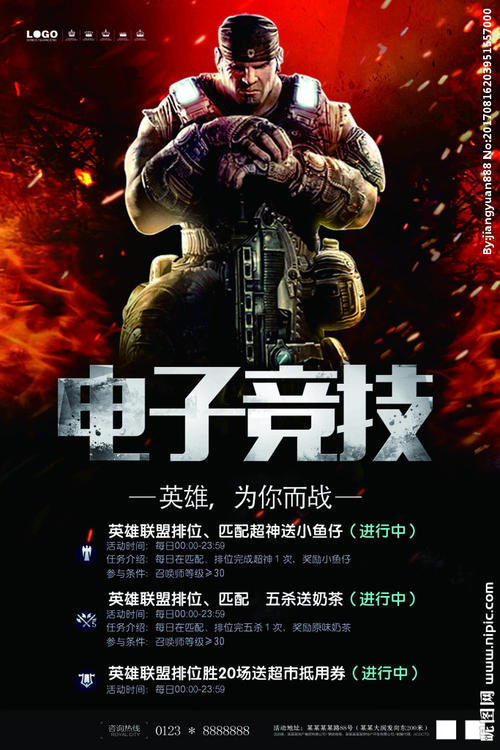 LOGO
By:jiangyuan888 No:20170816203951557000
电子竞技
—英雄，为你而战—
英雄联盟排位、匹配超神送小鱼仔（进行中）
活动时间：每日00:00-23:59
任务介绍：每日在匹配、排位完成超神1次，奖励小鱼仔
参与条件：召唤师等级≥30
英雄联盟排位、匹配 五杀送奶茶（进行中）
活动时间：每日00:00-23:59
任务介绍：每日在匹配、排位完五杀1次，奖励原味奶茶
参与条件：召唤师等级≥30
英雄联盟排位胜20场送超市抵用券（进行中）
活动时间：每日00:00-23:59
咨询热线
ROYAL CITY
0123 * 8888888
活动地址：某某某某路88号（某某大润发向东200米）
昵图网 www.nipic.com